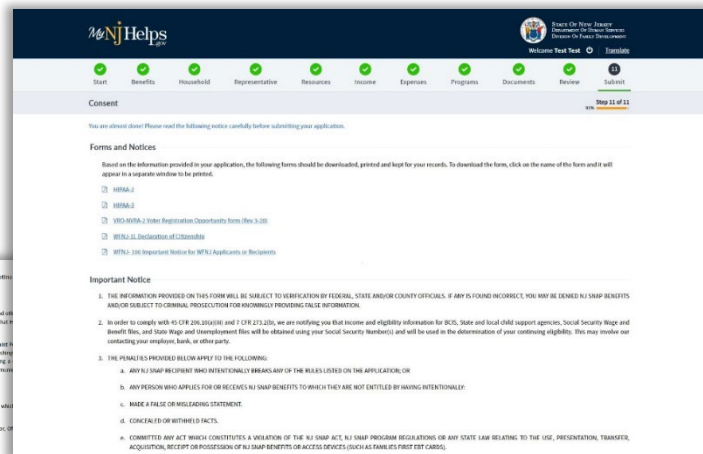 MyNJHelps
.gov
STATE OF NEW JERSEY
DEPARTMENT OF HUMAN SERVICES
DIVISION OF FAMILY DEVELOPMENT
Welcome Test Test Translate
Start Benefits Household Representative Resources Income Expenses Programs Documents Review 11 Submit
Consent Step 11 of 11
You are almost done! Please read the following notice carefully before submitting your application.
Forms and Notices
Based on the information provided in your application, the following forms should be downloaded, printed and kept for your records. To download the form, click on the name of the form and it will
appear in a separate window to be printed.
HIPAA-2
HIPAA-2
VRO-NVRA-2 Voter Registration Opportunity form (Rev 3-20)
WFNJ-1L Declaration of Citizenship
WFNJ- 100 Important Notice for WFNJ Applicants or Recipients
Important Notice
1. THE INFORMATION PROVIDED ON THIS FORM WILL BE SUBJECT TO VERIFICATION BY FEDERAL, STATE AND/OR COUNTY OFFICIALS. IF ANY IS FOUND INCORRECT, YOU MAY BE DENIED NJ SNAP BENEFITS
AND/OR SUBJECT TO CRIMINAL PROSECUTION FOR KNOWINGLY PROVIDING FALSE INFORMATION.
2. In order to comply with 45 CFR and 7 CFR we are notifying you that income and eligibility information for BCIS, State and local child support agencies, Social Security Wage and
Benefit files, and State Wage and Unemployment files will be obtained using your Social Security Number(s) and will be used in the determination of your continuing eligibility. This may involve our
contacting your employer, bank, or other party.
3. THE PENALTIES PROVIDED BELOW APPLY TO THE FOLLOWING:
a. ANY NJ SNAP RECIPIENT WHO INTENTIONALLY BREAKS ANY OF THE RULES LISTED ON THE APPLICATION; OR
b. ANY PERSON WHO APPLIES FOR OR RECEIVES NJ SNAP BENEFITS TO WHICH THEY ARE NOT ENTITLED BY HAVING INTENTIONALLY:
c. MADE A FALSE OR MISLEADING STATEMENT.
d. CONCEALED OR WITHHELD FACTS.
e. COMMITTED ANY ACT WHICH CONSTITUTES A VIOLATION OF THE NJ SNAP ACT, NJ SNAP PROGRAM REGULATIONS OR ANY STATE LAW RELATING TO THE USE, PRESENTATION, TRANSFER,
ACQUISITION, RECEIPT OR POSSESSION OF NJ SNAP BENEFITS OR ACCESS DEVICES (SUCH AS FAMILIES FIRST EBT CARDS).